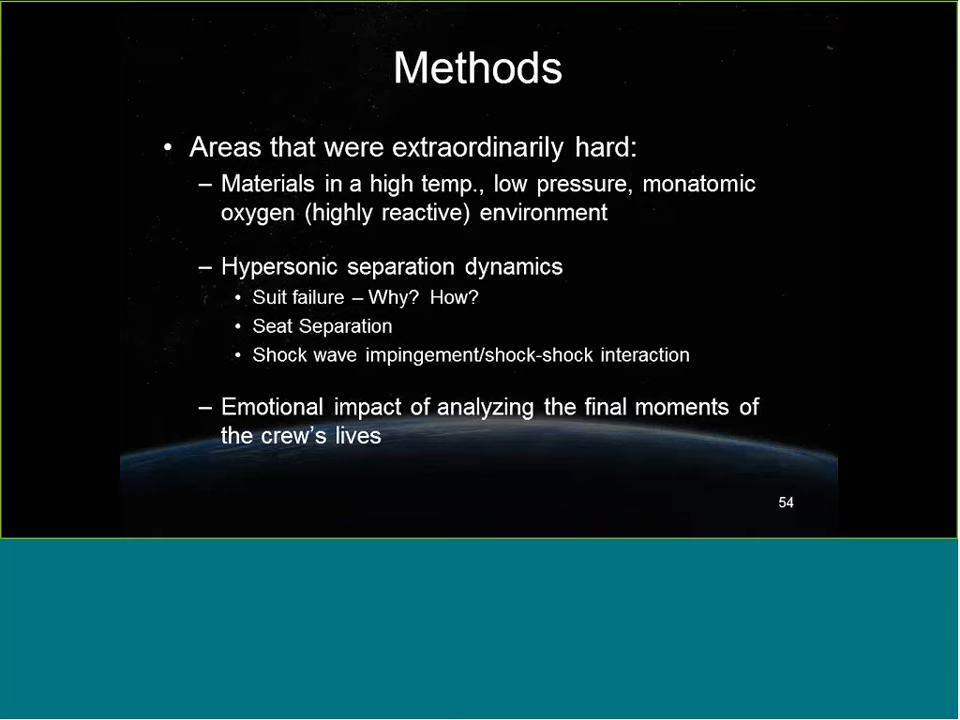 Methods
• Areas that were extraordinarily hard:
– Materials in a high temp., low pressure, monatomic
oxygen (highly reactive) environment
– Hypersonic separation dynamics
• Suit failure – Why? How?
• Seat Separation
• Shock wave impingement/shock-shock interaction
– Emotional impact of analyzing the final moments of
the crew's lives
54